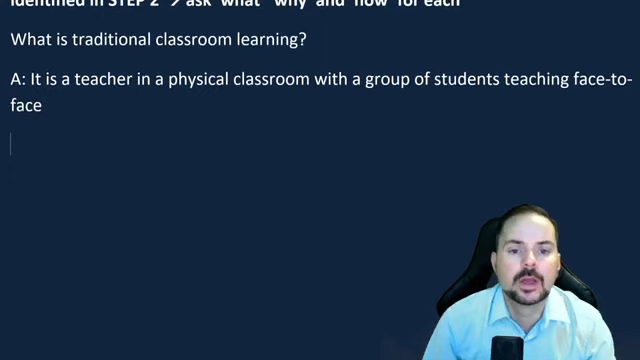 identified in STEP 2 → ask 'what' 'why' and 'how' for each
What is traditional classroom learning?
A: It is a teacher in a physical classroom with a group of students teaching face-to-
face